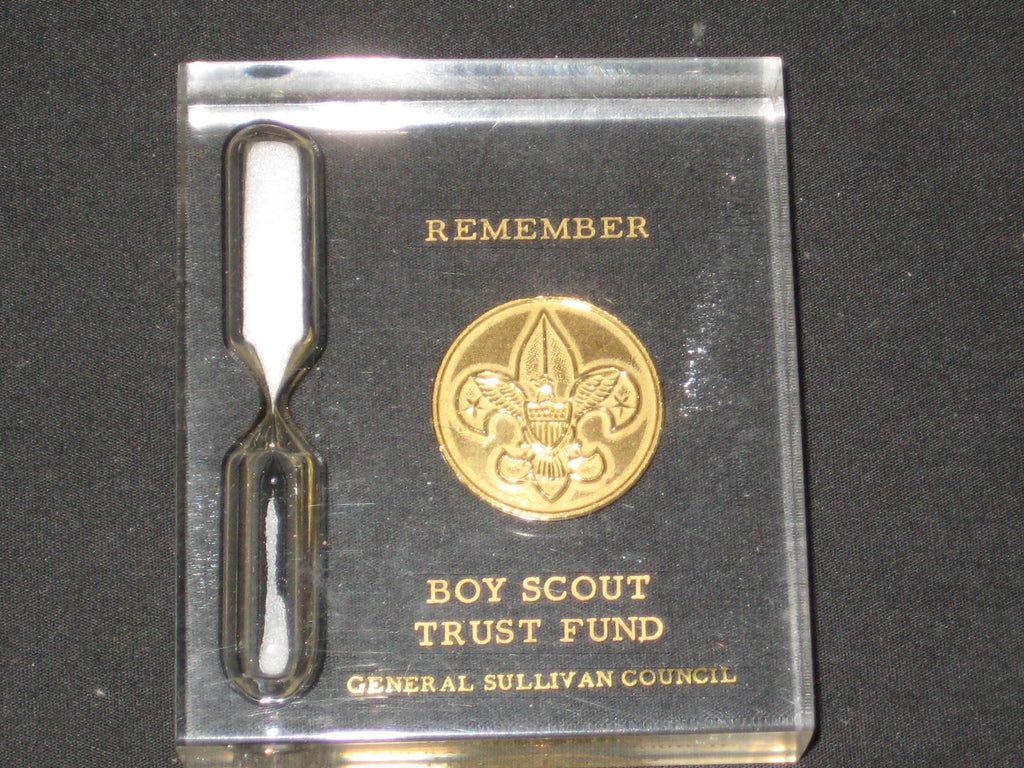 REMEMBER
BOY SCOUT
TRUST FUND
GENERAL SULLIVAN COUNCIL